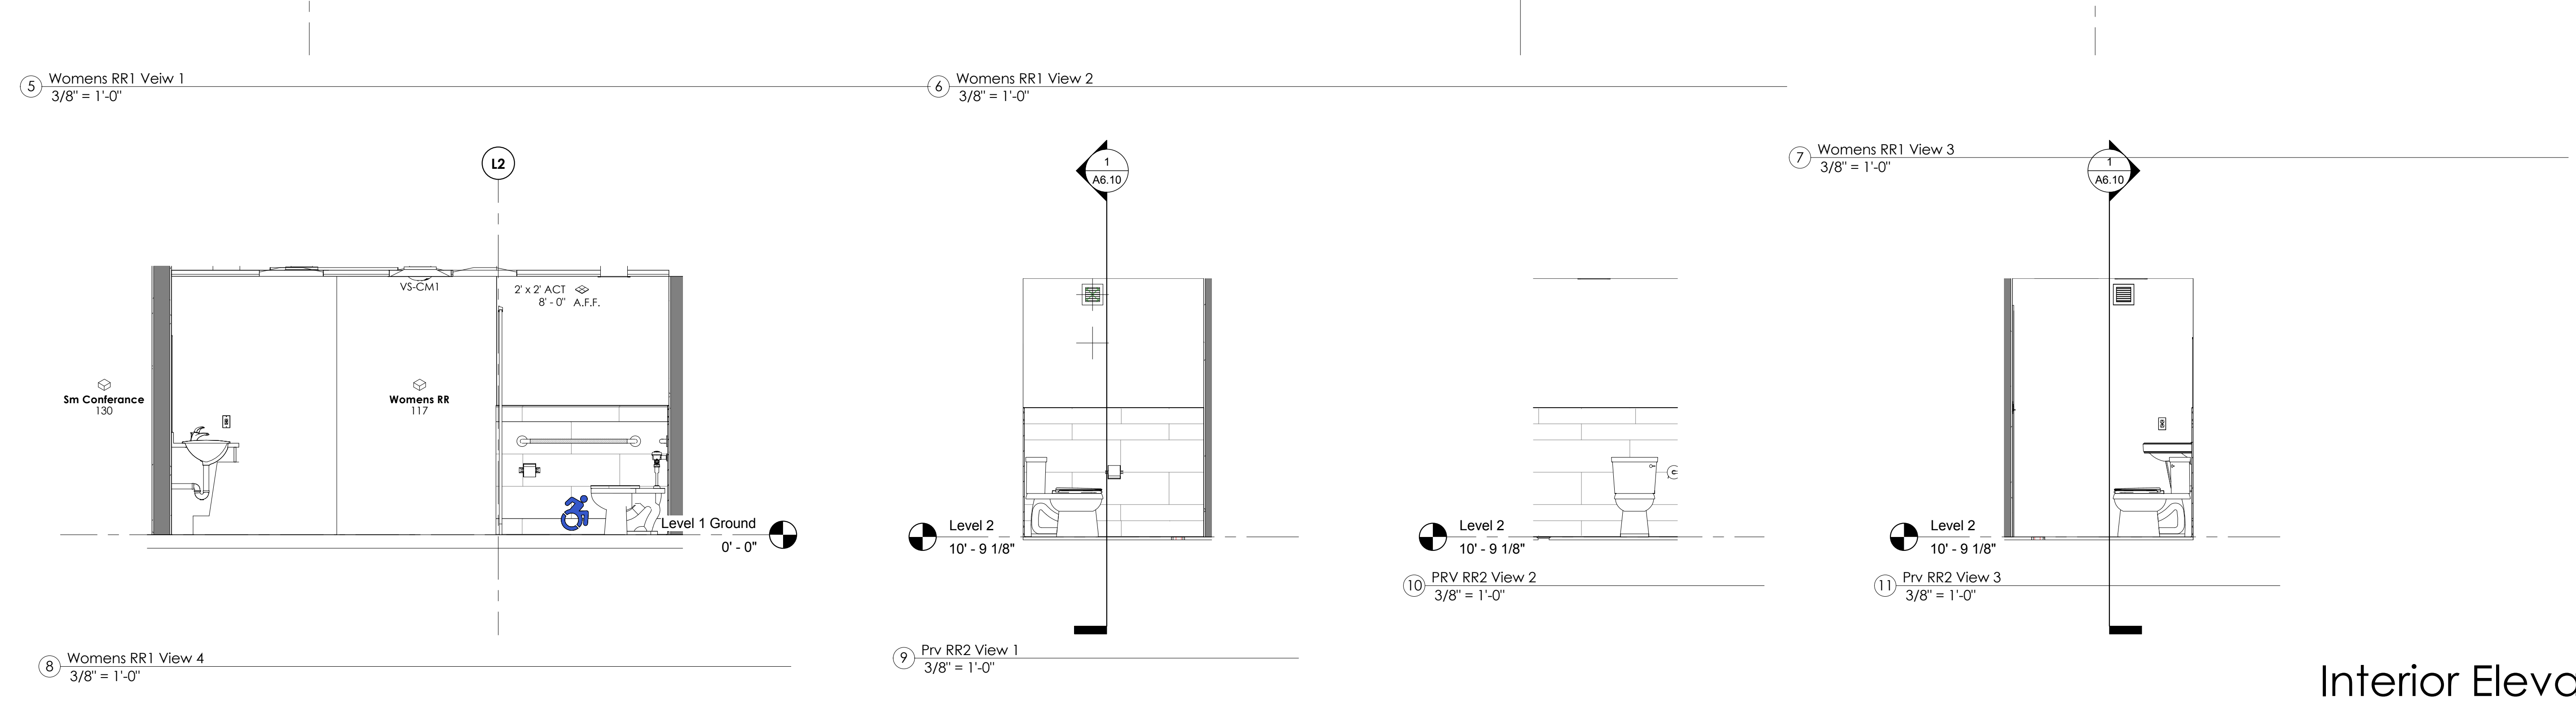 5 Womens RR1 Veiw 1
3/8" = 1'-0"
6 Womens RR1 View 2
3/8" = 1'-0"
7 Womens RR1 View 3
3/8" = 1'-0"
L2
VS-CM1
2' x 2' ACT
8' - 0" A.F.F.
Sm Conferance
130
Womens RR
117
Level 1 Ground
0' - 0"
8 Womens RR1 View 4
3/8" = 1'-0"
1
A6.10
Level 2
10' - 9 1/8"
9 Prv RR2 View 1
3/8" = 1'-0"
Level 2
10' - 9 1/8"
10 PRV RR2 View 2
3/8" = 1'-0"
1
A6.10
Level 2
10' - 9 1/8"
11 Prv RR2 View 3
3/8" = 1'-0"
Interior Eleva